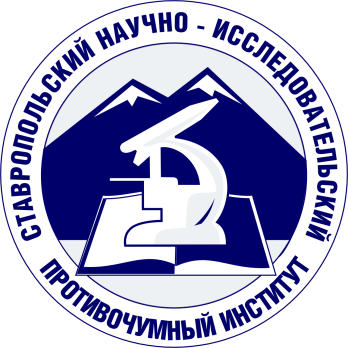 СТАВРОПОЛЬСКИЙ НАУЧНО - ИССЛЕДОВАТЕЛЬСКИЙ
ПРОТИВОЧУМНЫЙ ИНСТИТУТ